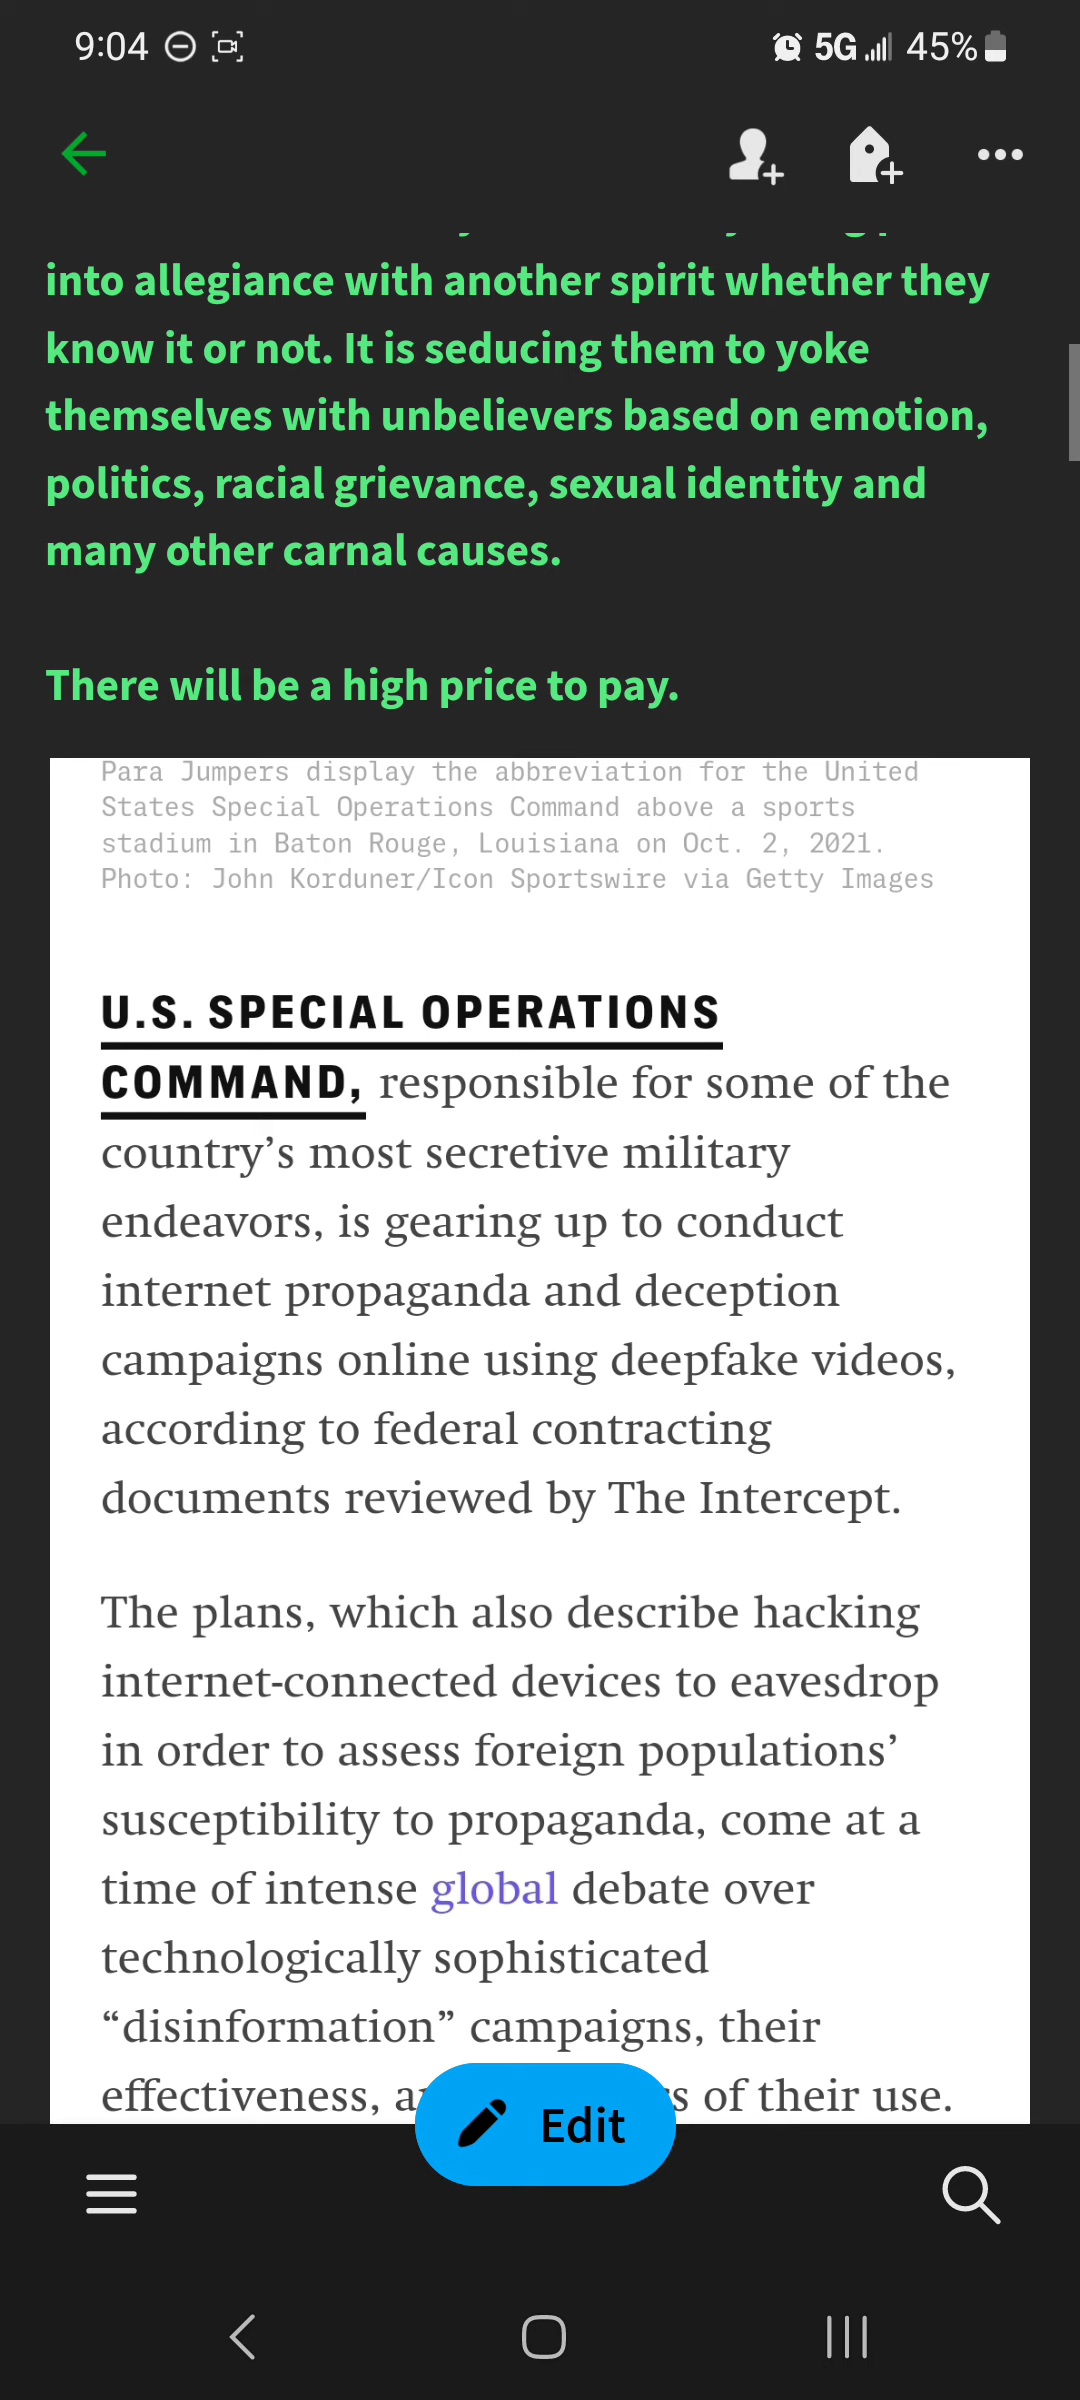 9:04
5G 45%
into allegiance with another spirit whether they
know it or not. It is seducing them to yoke
themselves with unbelievers based on emotion,
politics, racial grievance, sexual identity and
many other carnal causes.
There will be a high price to pay.
Para Jumpers display the abbreviation for the United
States Special Operations Command above a sports
stadium in Baton Rouge, Louisiana on Oct. 2, 2021.
Photo: John Korduner/Icon Sportswire via Getty Images
U.S. SPECIAL OPERATIONS
COMMAND, responsible for some of the
country’s most secretive military
endeavors, is gearing up to conduct
internet propaganda and deception
campaigns online using deepfake videos,
according to federal contracting
documents reviewed by The Intercept.
The plans, which also describe hacking
internet-connected devices to eavesdrop
in order to assess foreign populations’
susceptibility to propaganda, come at a
time of intense global debate over
technologically sophisticated
“disinformation” campaigns, their
effectiveness, of their use.
Edit